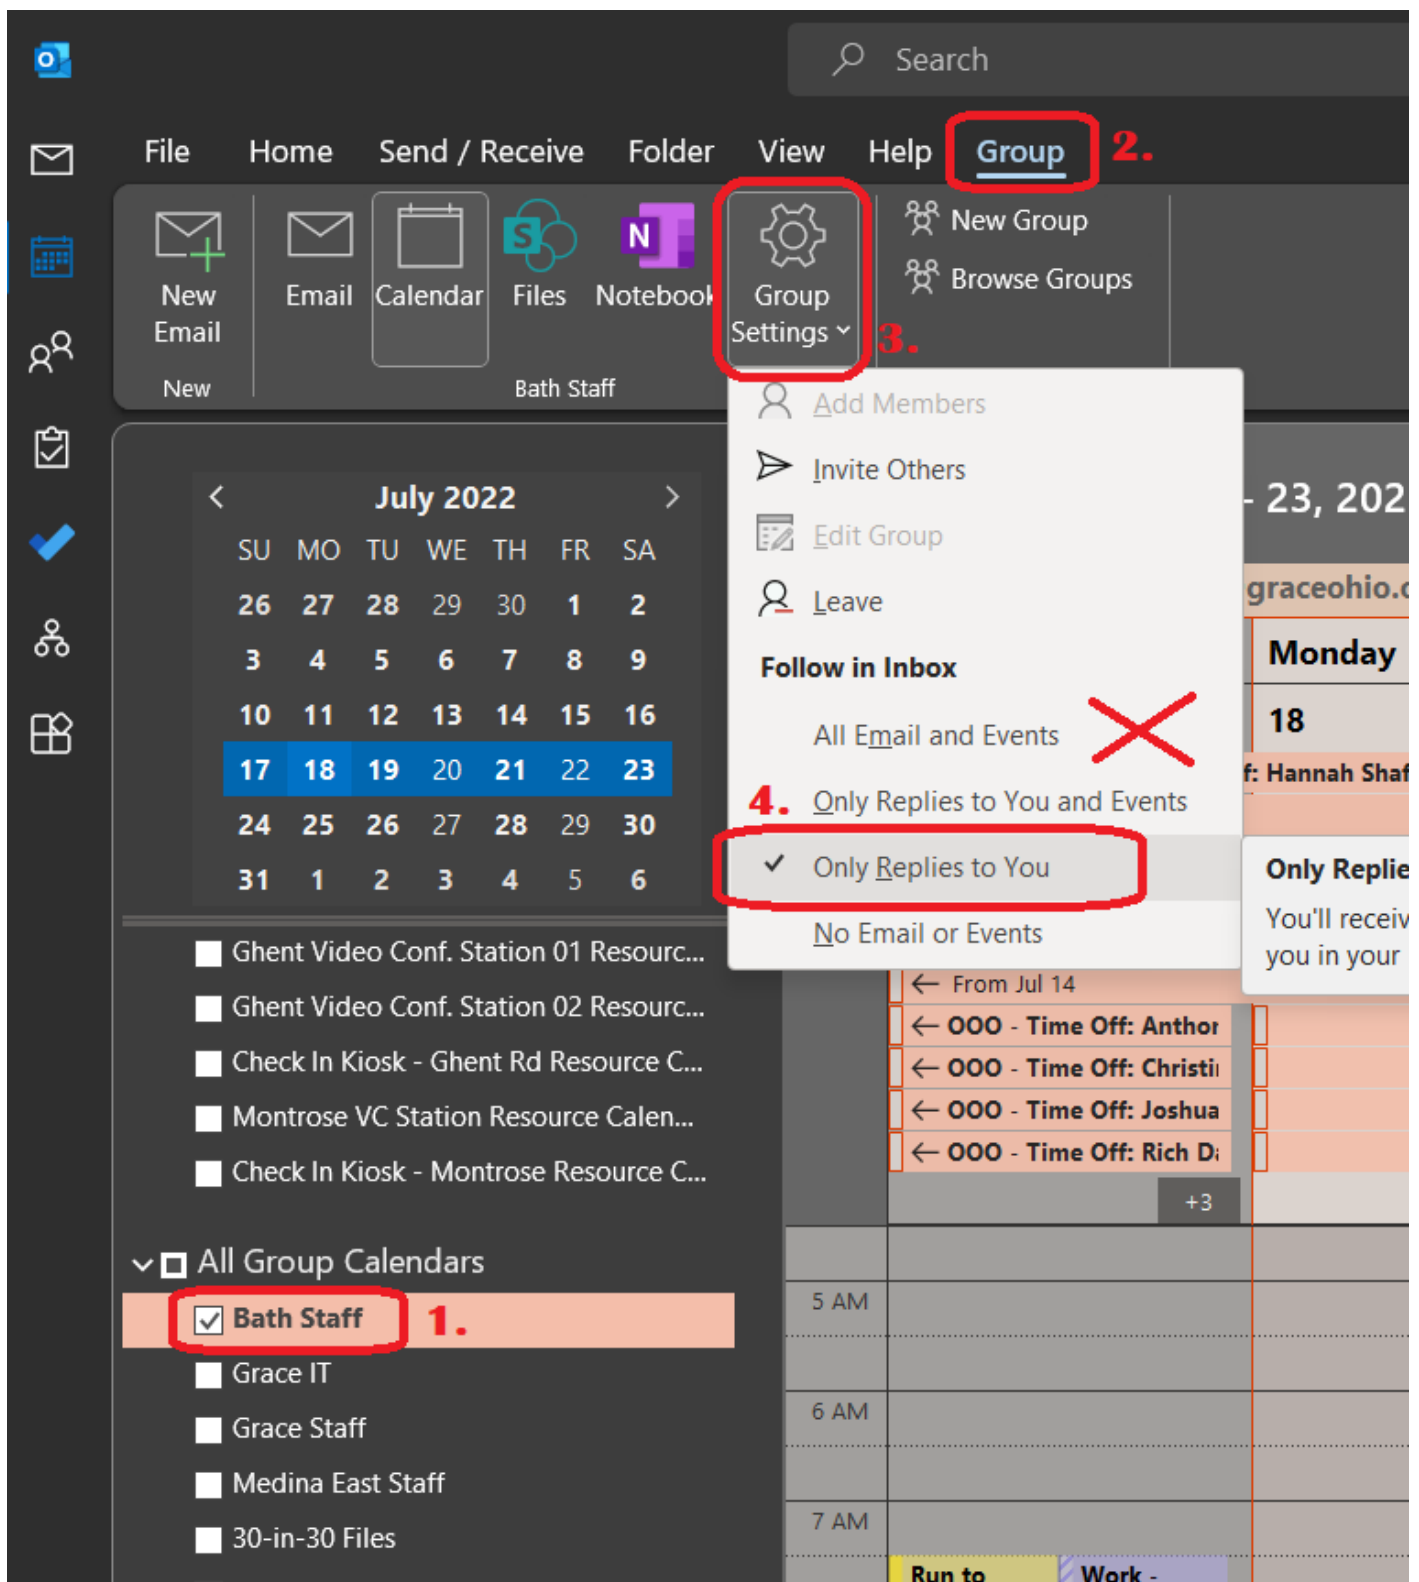 Search
File Home Send / Receive Folder View Help Group 2.
New Email
Email
Calendar
Files
Notebook
Group Settings
3.
New Group
Browse Groups
New
Bath Staff
Add Members
Invite Others
Edit Group
Leave
Follow in Inbox
All Email and Events
4. Only Replies to You and Events
Only Replies to You
No Email or Events
July 2022
SU MO TU WE TH FR SA
26 27 28 29 30 1 2
3 4 5 6 7 8 9
10 11 12 13 14 15 16
17 18 19 20 21 22 23
24 25 26 27 28 29 30
31 1 2 3 4 5 6
- 23, 202
graceohio.
Monday
18
f: Hannah Shaf
Only Replie
You'll receiv
you in your
Ghent Video Conf. Station 01 Resourc...
Ghent Video Conf. Station 02 Resourc...
Check In Kiosk - Ghent Rd Resource C...
Montrose VC Station Resource Calen...
Check In Kiosk - Montrose Resource C...
From Jul 14
OOO - Time Off: Anthor
OOO - Time Off: Christi
OOO - Time Off: Joshua
OOO - Time Off: Rich D
+3
All Group Calendars
Bath Staff 1.
Grace IT
Grace Staff
Medina East Staff
30-in-30 Files
5 AM
6 AM
7 AM
Run to
Work -